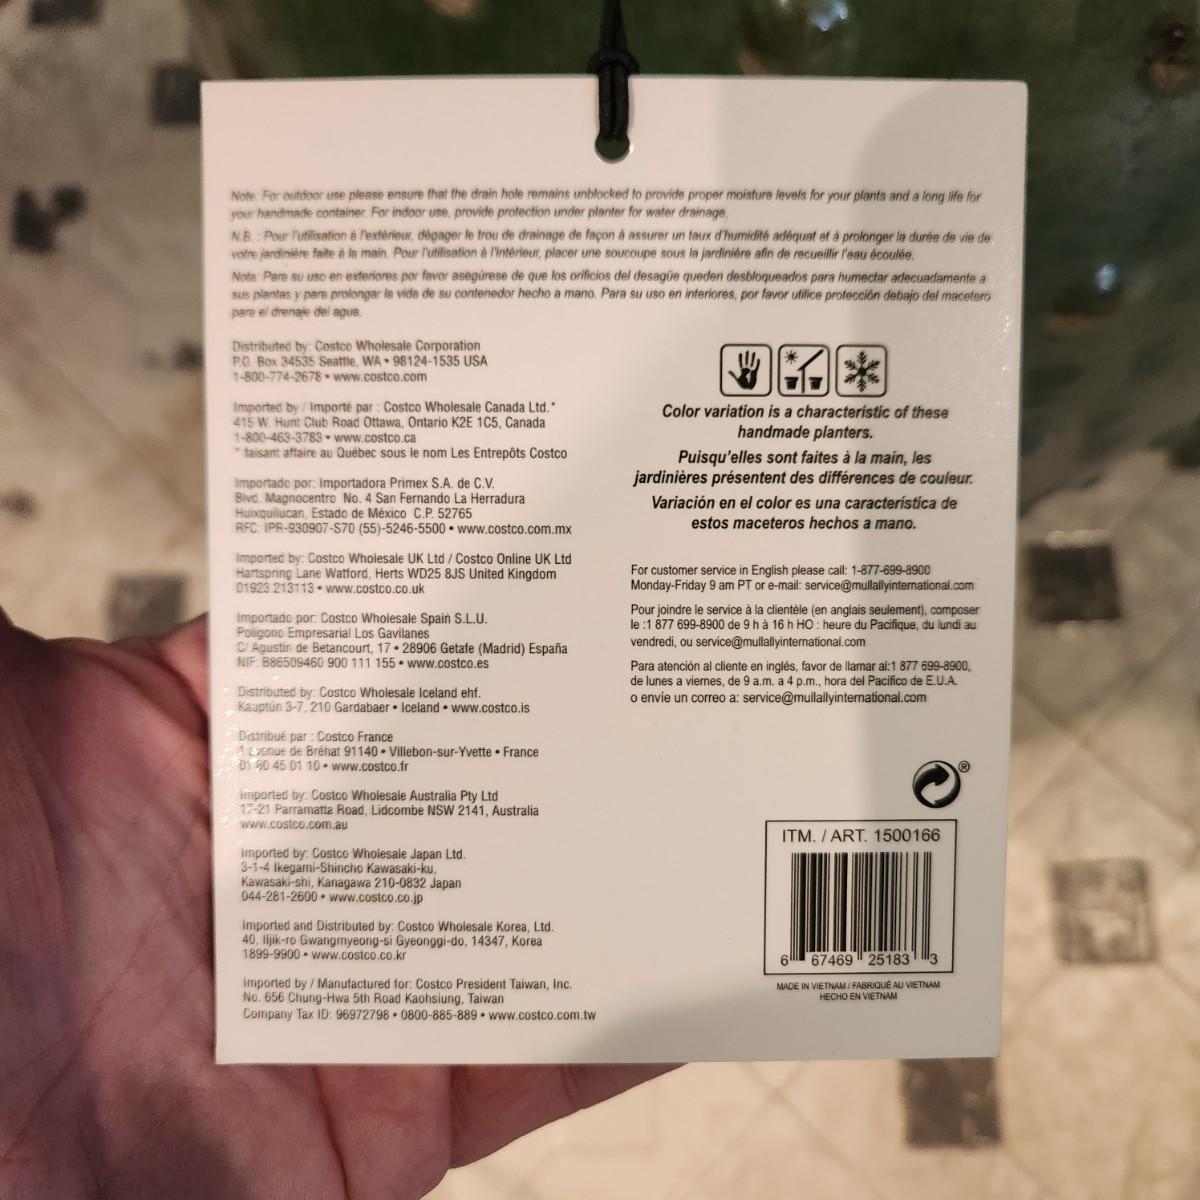 Note: For outdoor use please ensure that the drain hole remains unblocked to provide proper moisture levels for your plants and a long life for
your handmade container. For indoor use, provide protection under planter for water drainage.
N.B. : Pour l'utilisation à l'extérieur, dégager le trou de drainage de façon à assurer un taux d'humidité adéquat et à prolonger la durée de vie de
votre jardinière faite à la main. Pour l'utilisation à l'intérieur, placer une soucoupe sous la jardinière afin de recueillir l'eau écoulée.
Nota: Para su uso en exteriores por favor asegúrese de que los orificios del desagüe queden desbloqueados para humectar adecuadamente a
sus plantas y para prolongar la vida de su contenedor hecho a mano. Para su uso en interiores, por favor utilice protección debajo del macetero
para el drenaje del agua.
Distributed by: Costco Wholesale Corporation
P.O. Box 34535 Seattle, WA • 98124-1535 USA
1-800-774-2678 • www.costco.com
Imported by / Importé par : Costco Wholesale Canada Ltd.*
415 W. Hunt Club Road Ottawa, Ontario K2E 1C5, Canada
1-800-463-3783 • www.costco.ca
* faisant affaire au Québec sous le nom Les Entrepôts Costco
Importado por: Importadora Primex S.A. de C.V.
Blvd. Magnocentro No. 4 San Fernando La Herradura
Huixquilucan, Estado de México C.P. 52765
RFC: IPR-930907-S70 (55)-5246-5500 • www.costco.com.mx
Imported by: Costco Wholesale UK Ltd / Costco Online UK Ltd
Hartspring Lane Watford, Herts WD25 8JS United Kingdom
01923 213113 • www.costco.co.uk
Importado por: Costco Wholesale Spain S.L.U.
Polígono Empresarial Los Gavilanes
C/ Agustín de Betancourt, 17 • 28906 Getafe (Madrid) España
NIF: B86509460 900 111 155 • www.costco.es
Distributed by: Costco Wholesale Iceland ehf.
Kauptún 3-7, 210 Gardabaer • Iceland • www.costco.is
Distribué par : Costco France
1 avenue de Bréhat 91140 • Villebon-sur-Yvette • France
01 80 45 01 10 • www.costco.fr
Imported by: Costco Wholesale Australia Pty Ltd
17-21 Parramatta Road, Lidcombe NSW 2141, Australia
www.costco.com.au
Imported by: Costco Wholesale Japan Ltd.
3-1-4 Ikegami-Shincho Kawasaki-ku,
Kawasaki-shi, Kanagawa 210-0832 Japan
044-281-2600 • www.costco.co.jp
Imported and Distributed by: Costco Wholesale Korea, Ltd.
40, Iljik-ro Gwangmyeong-si Gyeonggi-do, 14347, Korea
1899-9900 • www.costco.co.kr
Imported by / Manufactured for: Costco President Taiwan, Inc.
No. 656 Chung-Hwa 5th Road Kaohsiung, Taiwan
Company Tax ID: 96972798 • 0800-885-889 • www.costco.com.tw
Color variation is a characteristic of these
handmade planters.
Puisqu'elles sont faites à la main, les
jardinières présentent des différences de couleur.
Variación en el color es una característica de
estos maceteros hechos a mano.
For customer service in English please call: 1-877-699-8900
Monday-Friday 9 am PT or e-mail: service@mullallyinternational.com
Pour joindre le service à la clientèle (en anglais seulement), composer
le :1 877 699-8900 de 9 h à 16 h HO : heure du Pacifique, du lundi au
vendredi, ou service@mullallyinternational.com
Para atención al cliente en inglés, favor de llamar al:1 877 699-8900,
de lunes a viernes, de 9 a.m. a 4 p.m., hora del Pacífico de E.U.A.
o envíe un correo a: service@mullallyinternational.com
®
ITM. / ART. 1500166
6 67469 25183 3
MADE IN VIETNAM / FABRIQUÉ AU VIETNAM
HECHO EN VIETNAM